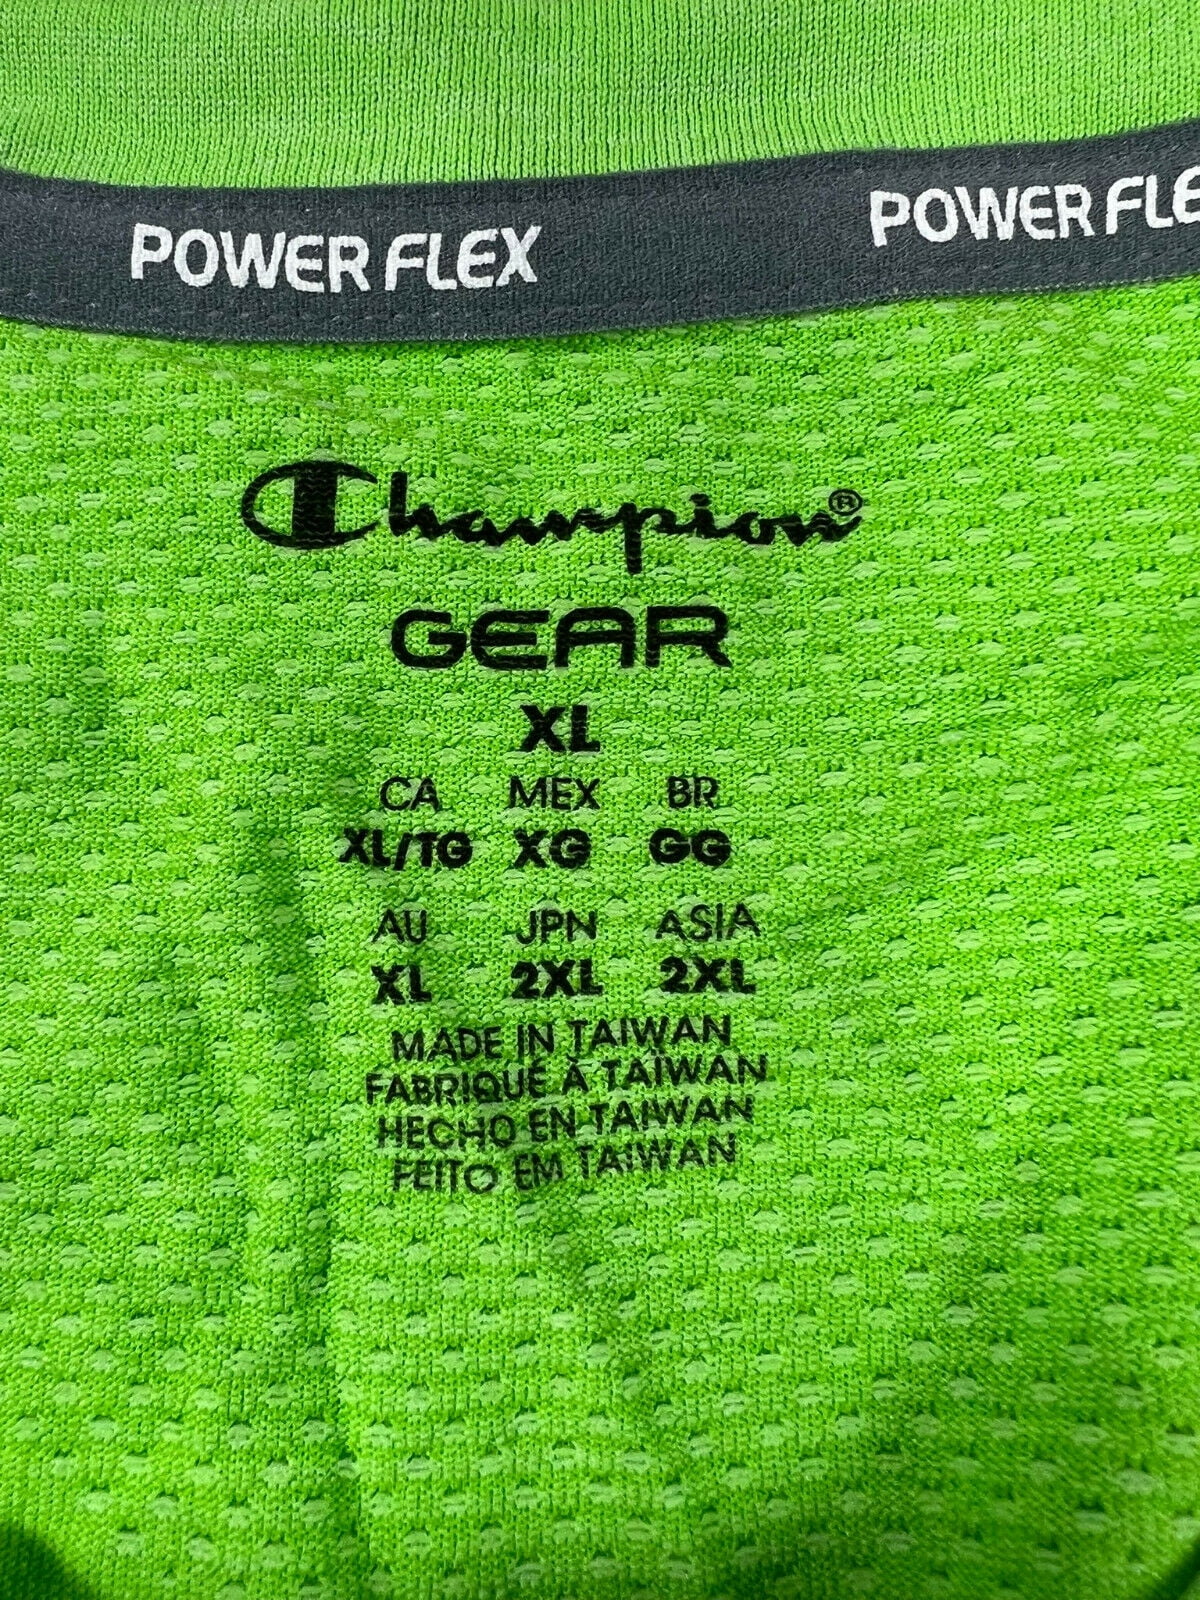 POWER FLEX POWER FLE
Champion®
GEAR
XL
CA MEX BR
XL/TG XG GG
AU JPN ASIA
XL 2XL 2XL
MADE IN TAIWAN
FABRIQUÉ À TAÏWAN
HECHO EN TAIWAN
FEITO EM TAIWAN